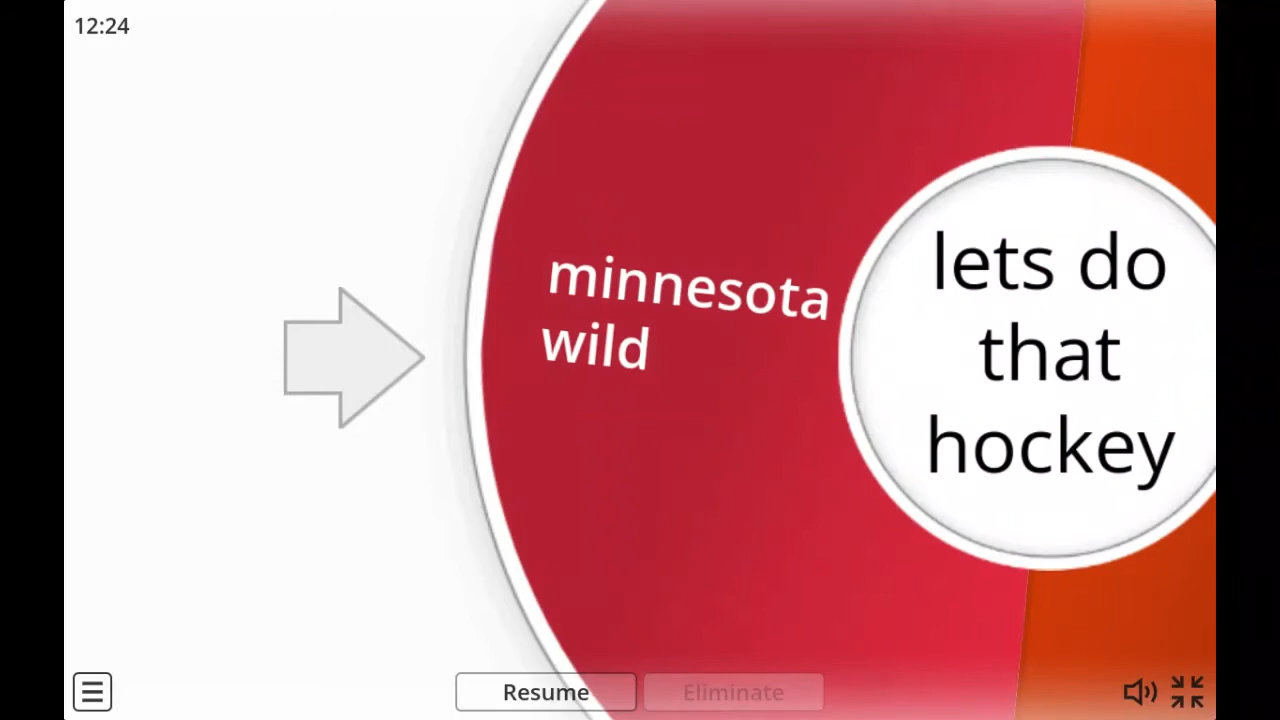 12:24
minnesota
wild
lets do
that
hockey
Resume
Eliminate